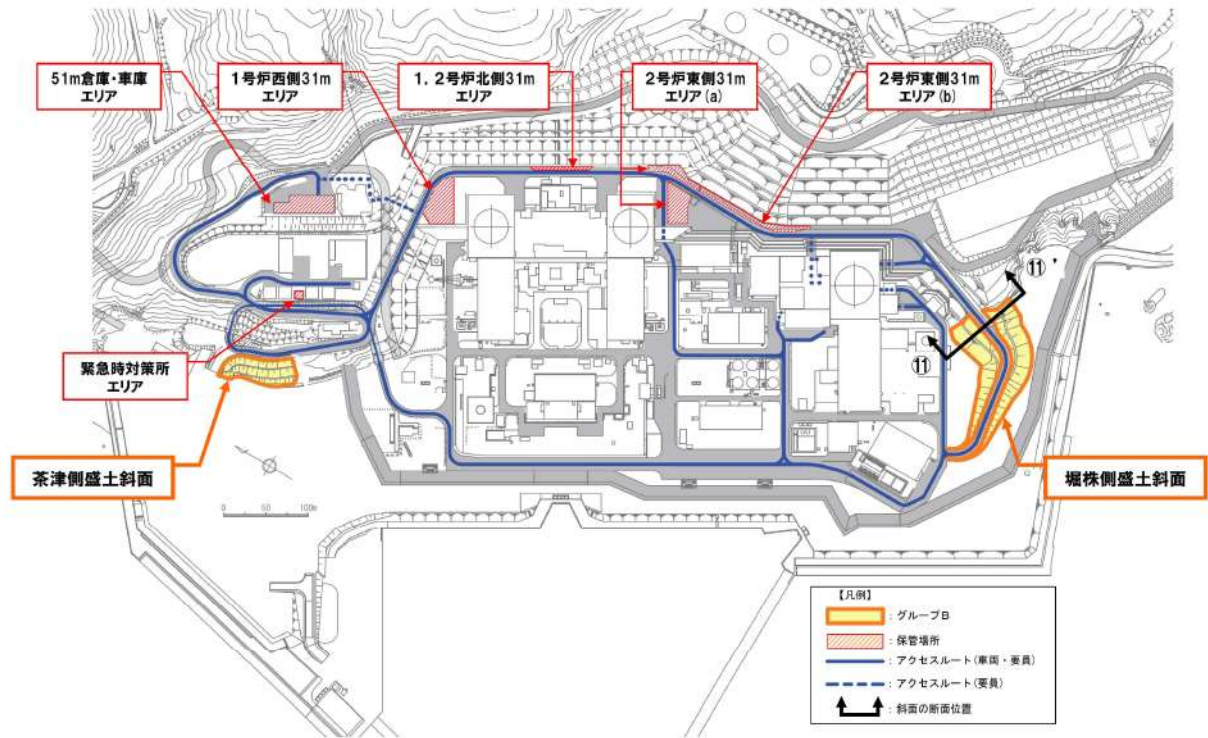 51m倉庫・車庫
エリア
1号炉西側31m
エリア
1．2号炉北側31m
エリア
2号炉東側31m
エリア(a)
2号炉東側31m
エリア(b)
⑪
⑪
緊急時対策所
エリア
茶津側盛土斜面
堀株側盛土斜面
0 50 100m
【凡例】
：グループB
：保管場所
：アクセスルート(車両・要員)
：アクセスルート(要員)
：斜面の断面位置